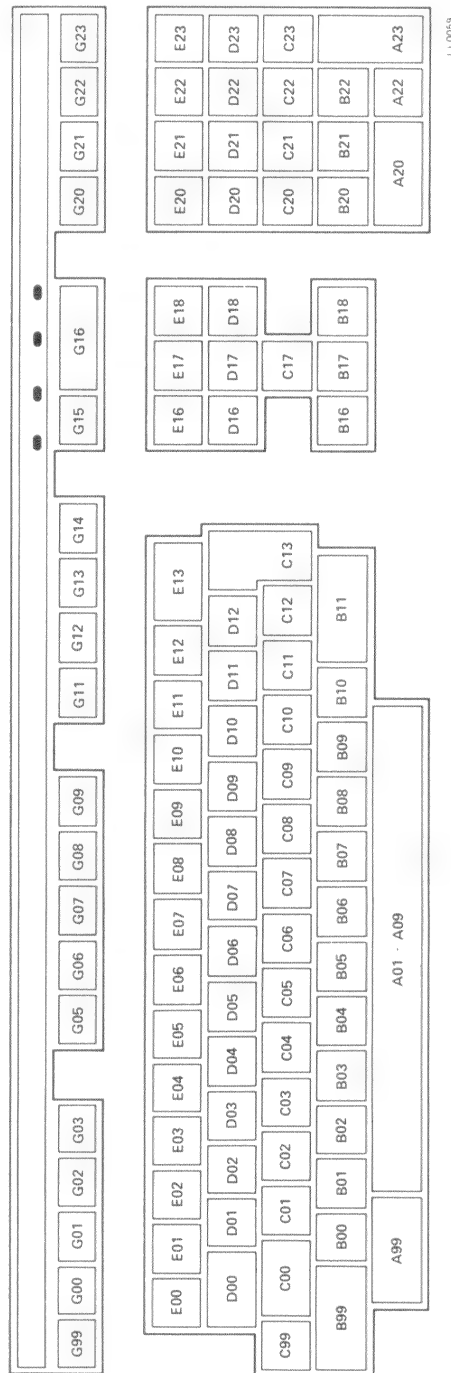 G99 G00 G01 G02 G03 G05 G06 G07 G08 G09 G11 G12 G13 G14 G15 G16 G20 G21 G22 G23
E00 E01 E02 E03 E04 E05 E06 E07 E08 E09 E10 E11 E12 E13 E16 E17 E18 E20 E21 E22 E23
D00 D01 D02 D03 D04 D05 D06 D07 D08 D09 D10 D11 D12 D16 D17 D18 D20 D21 D22 D23
C99 C00 C01 C02 C03 C04 C05 C06 C07 C08 C09 C10 C11 C12 C13 C17 C20 C21 C22 C23
B99 B00 B01 B02 B03 B04 B05 B06 B07 B08 B09 B10 B11 B16 B17 B18 B20 B21 B22
A99 A01 - A09 A20 A22 A23